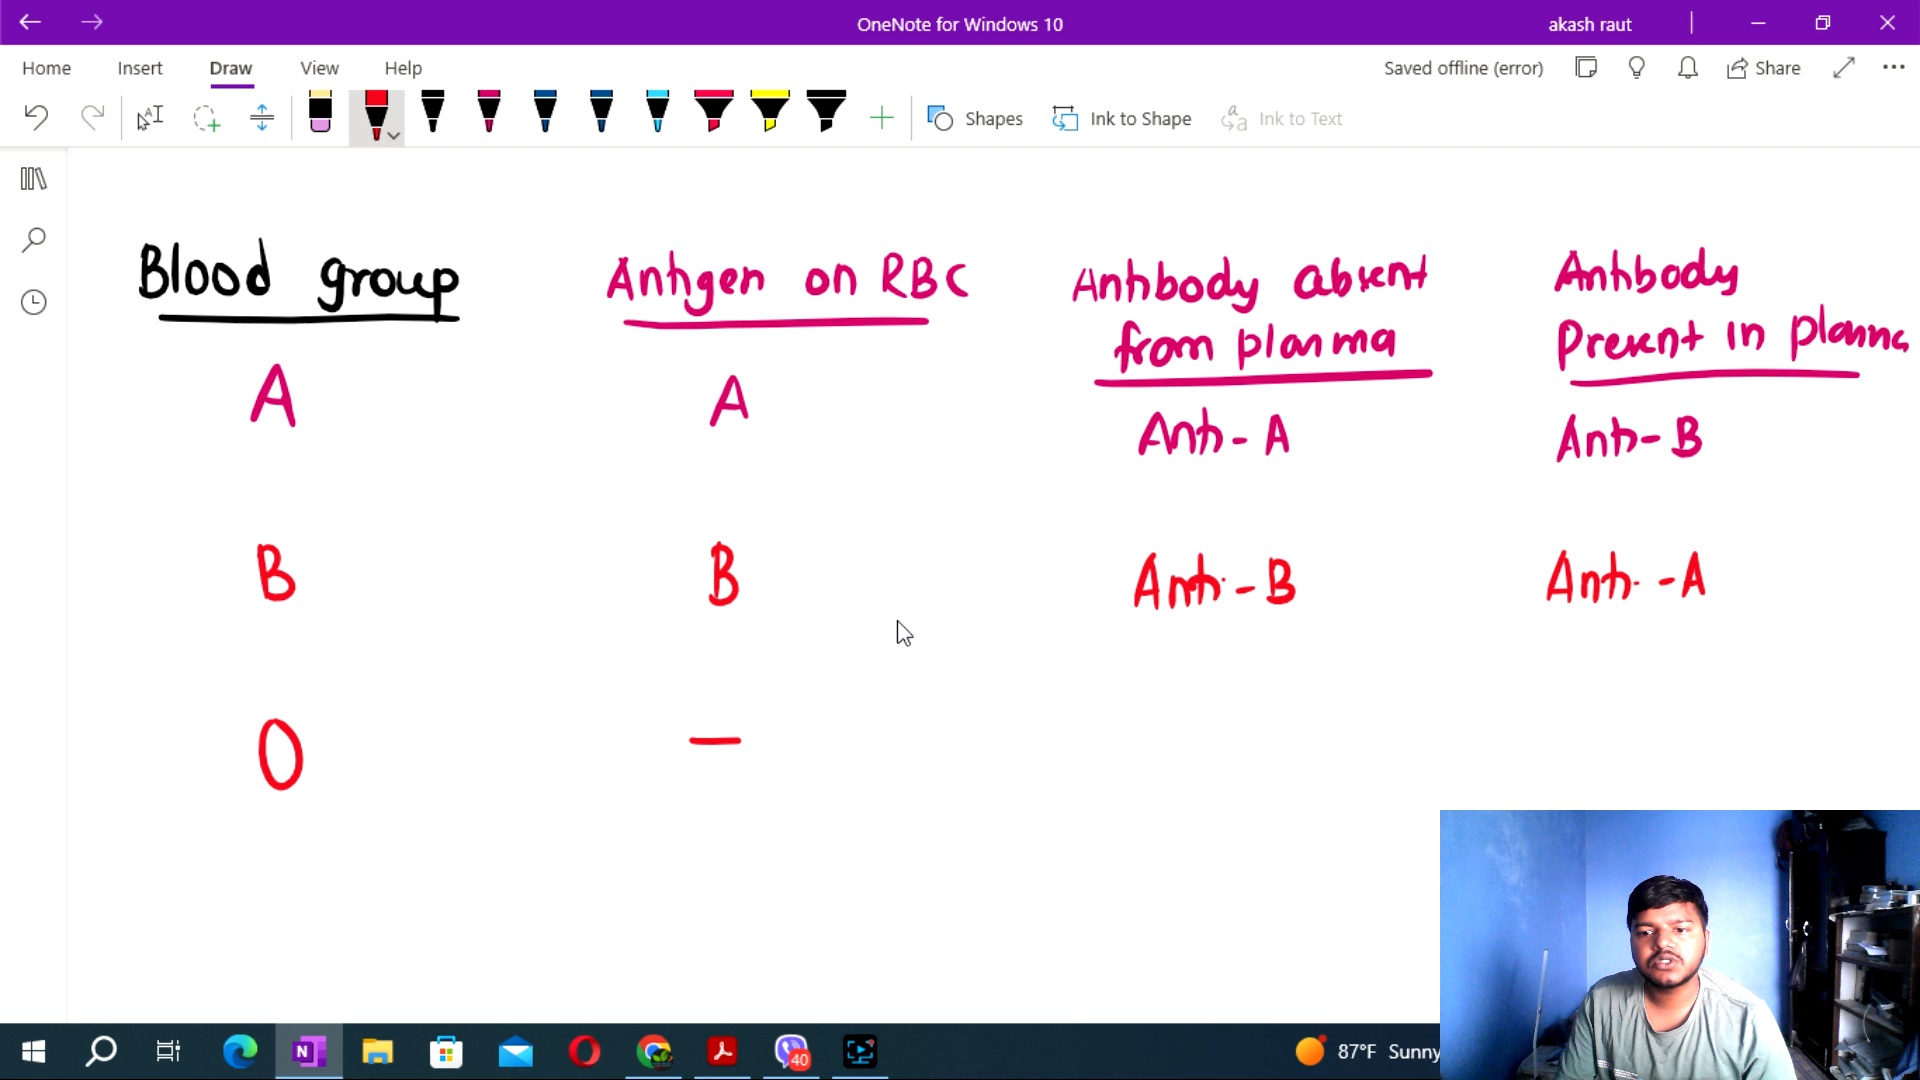 OneNote for Windows 10
akash raut
Home Insert Draw View Help
Saved offline (error)
Share
Shapes
Ink to Shape
Ink to Text
Blood group
Antigen on RBC
Antibody absent
from plasma
Antibody
Present in plasma
A A Anti-A Anti-B
B B Anti-B Anti-A
O —
40
87°F Sunny